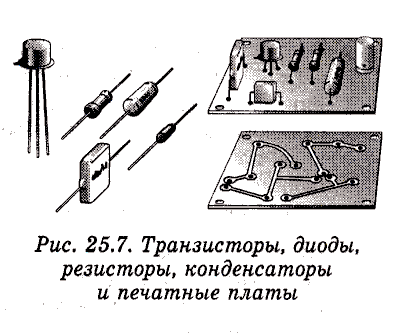 Рис. 25.7. Транзисторы, диоды,
резисторы, конденсаторы
и печатные платы